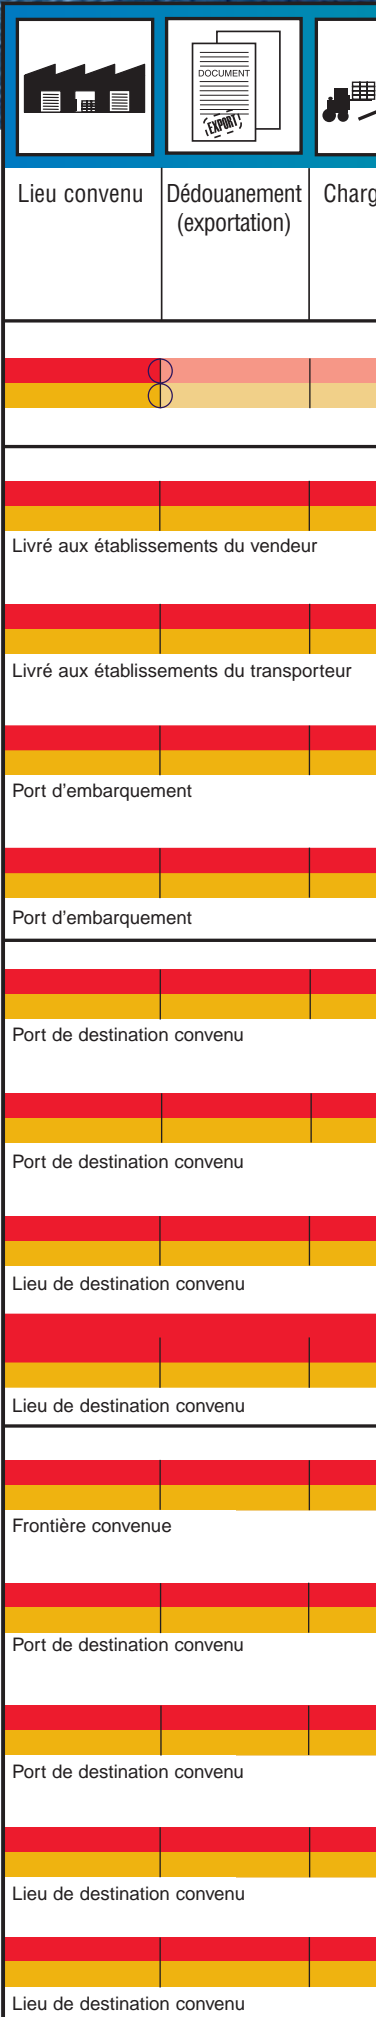 DOCUMENT
EXPORT
Lieu convenu
Dédouanement
(exportation)
Charg
Livré aux établissements du vendeur
Livré aux établissements du transporteur
Port d'embarquement
Port d'embarquement
Port de destination convenu
Port de destination convenu
Lieu de destination convenu
Lieu de destination convenu
Frontière convenue
Port de destination convenu
Port de destination convenu
Lieu de destination convenu
Lieu de destination convenu